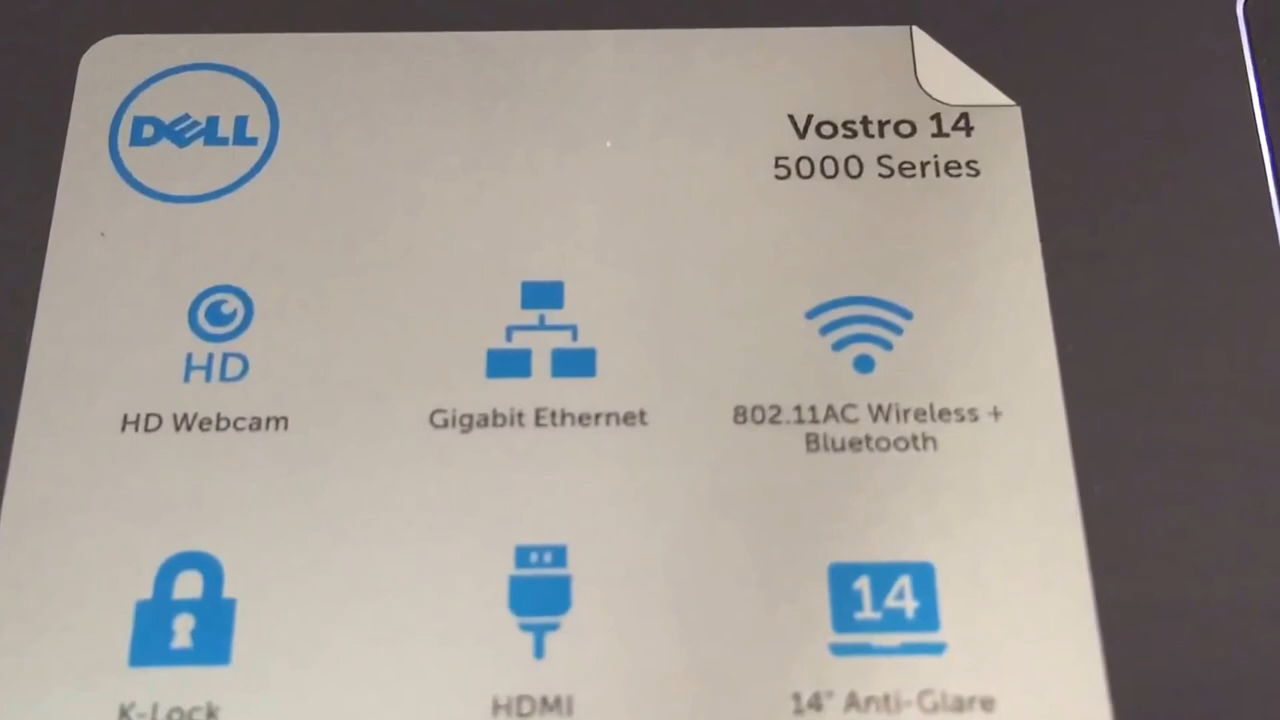 DELL
Vostro 14
5000 Series
HD
HD Webcam
Gigabit Ethernet
802.11AC Wireless +
Bluetooth
14
K-Lock
HDMI
14" Anti-Glare